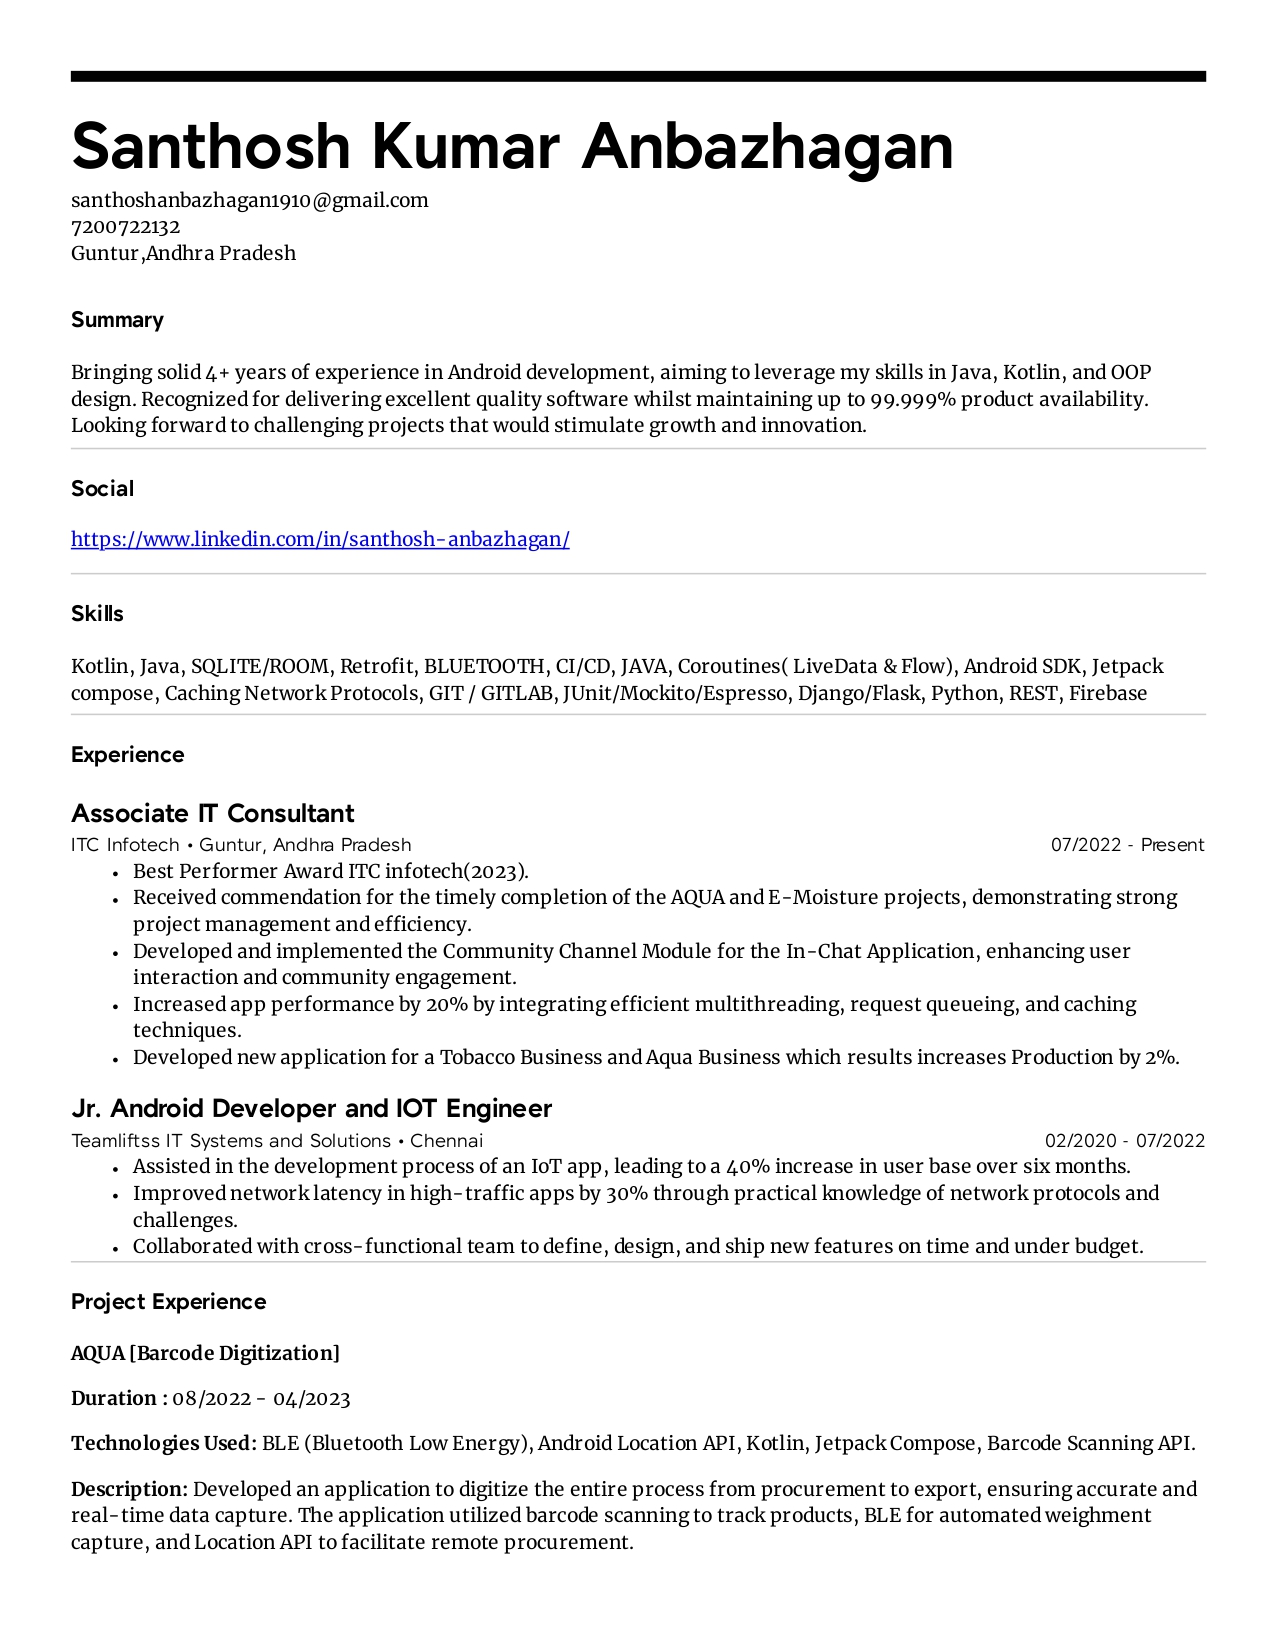 Santhosh Kumar Anbazhagan
santhoshanbazhagan1910@gmail.com
7200722132
Guntur,Andhra Pradesh
Summary
Bringing solid 4+ years of experience in Android development, aiming to leverage my skills in Java, Kotlin, and OOP
design. Recognized for delivering excellent quality software whilst maintaining up to 99.999% product availability.
Looking forward to challenging projects that would stimulate growth and innovation.
Social
https://www.linkedin.com/in/santhosh-anbazhagan/
Skills
Kotlin, Java, SQLITE/ROOM, Retrofit, BLUETOOTH, CI/CD, JAVA, Coroutines( LiveData & Flow), Android SDK, Jetpack
compose, Caching Network Protocols, GIT / GITLAB, JUnit/Mockito/Espresso, Django/Flask, Python, REST, Firebase
Experience
Associate IT Consultant
ITC Infotech • Guntur, Andhra Pradesh 07/2022 - Present
• Best Performer Award ITC infotech(2023).
• Received commendation for the timely completion of the AQUA and E-Moisture projects, demonstrating strong
project management and efficiency.
• Developed and implemented the Community Channel Module for the In-Chat Application, enhancing user
interaction and community engagement.
• Increased app performance by 20% by integrating efficient multithreading, request queueing, and caching
techniques.
• Developed new application for a Tobacco Business and Aqua Business which results increases Production by 2%.
Jr. Android Developer and IOT Engineer
Teamliftss IT Systems and Solutions • Chennai 02/2020 - 07/2022
• Assisted in the development process of an IoT app, leading to a 40% increase in user base over six months.
• Improved network latency in high-traffic apps by 30% through practical knowledge of network protocols and
challenges.
• Collaborated with cross-functional team to define, design, and ship new features on time and under budget.
Project Experience
AQUA [Barcode Digitization]
Duration : 08/2022 - 04/2023
Technologies Used: BLE (Bluetooth Low Energy), Android Location API, Kotlin, Jetpack Compose, Barcode Scanning API.
Description: Developed an application to digitize the entire process from procurement to export, ensuring accurate and
real-time data capture. The application utilized barcode scanning to track products, BLE for automated weighment
capture, and Location API to facilitate remote procurement.